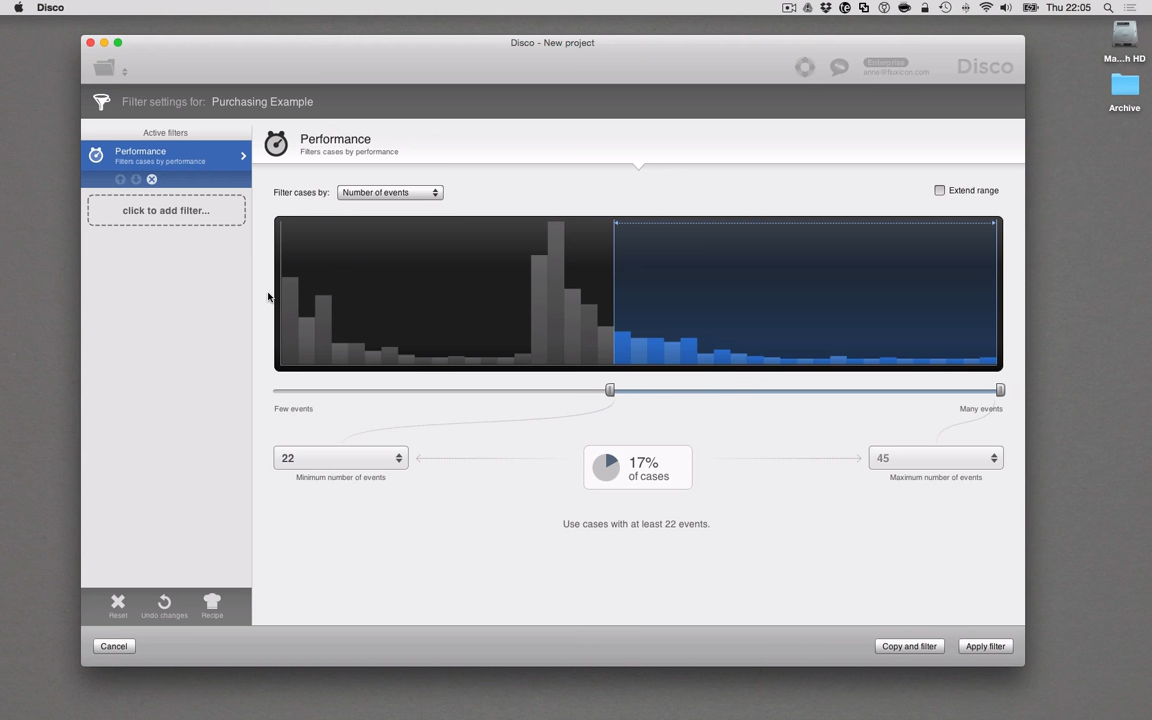 Disco
Thu 22:05
Disco - New project
Enterprise
anne@fluxicon.com
Disco
Ma...h HD
Archive
Filter settings for: Purchasing Example
Active filters
Performance
Filters cases by performance
click to add filter...
Performance
Filters cases by performance
Filter cases by: Number of events
Extend range
Few events
Many events
22
Minimum number of events
17%
of cases
45
Maximum number of events
Use cases with at least 22 events.
Reset
Undo changes
Recipe
Cancel
Copy and filter
Apply filter